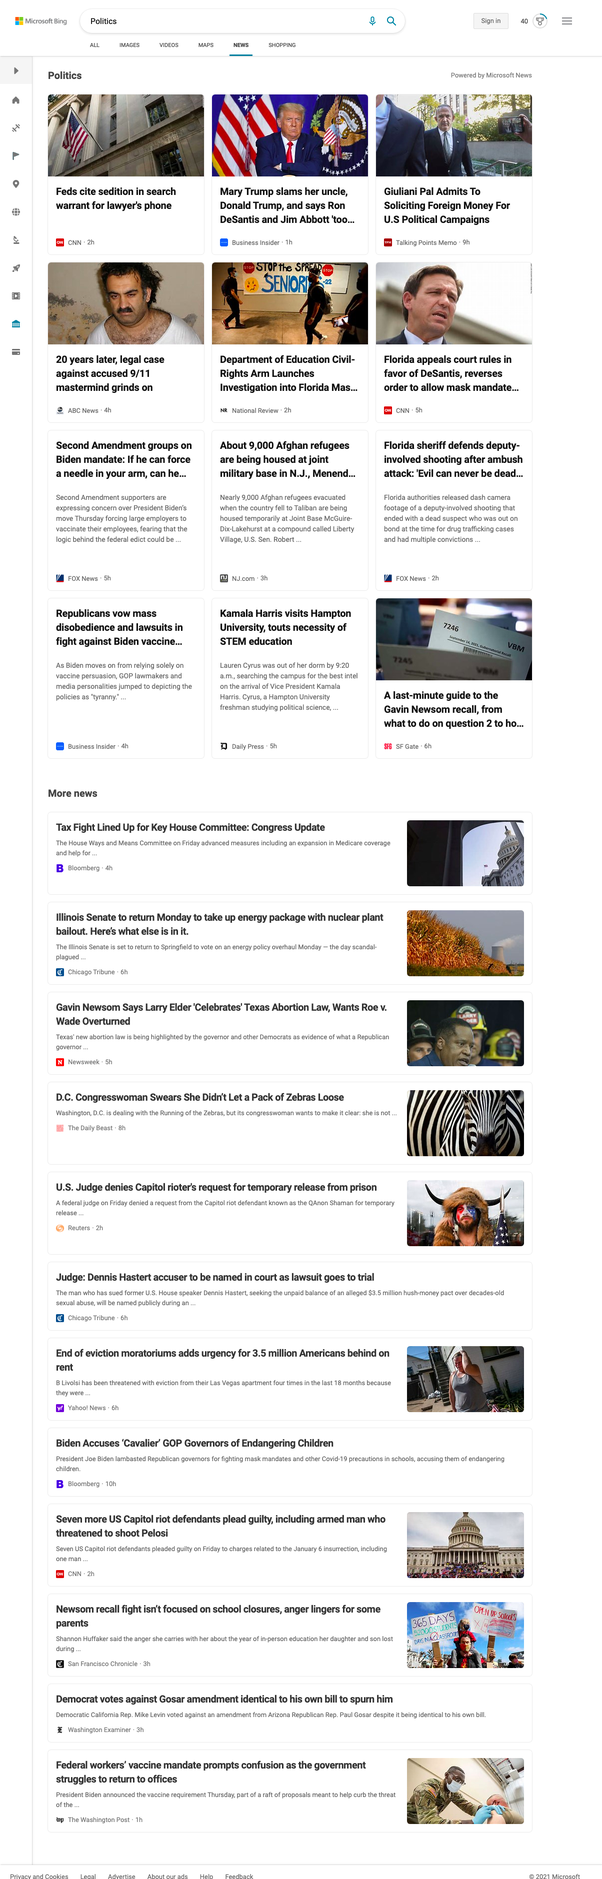 Microsoft Bing
Politics
Sign in
40
ALL
IMAGES
VIDEOS
MAPS
NEWS
SHOPPING
Politics
Powered by Microsoft News
Feds cite sedition in search
warrant for lawyer's phone
CNN · 2h
Mary Trump slams her uncle,
Donald Trump, and says Ron
DeSantis and Jim Abbott 'too...
Business Insider · 1h
Giuliani Pal Admits To
Soliciting Foreign Money For
U.S Political Campaigns
Talking Points Memo · 9h
20 years later, legal case
against accused 9/11
mastermind grinds on
ABC News · 4h
STOP the SPREAD
SENIOR
-22
Department of Education Civil-
Rights Arm Launches
Investigation into Florida Mas...
NR National Review · 2h
Florida appeals court rules in
favor of DeSantis, reverses
order to allow mask mandate...
CNN · 5h
Second Amendment groups on
Biden mandate: If he can force
a needle in your arm, can he...
Second Amendment supporters are
expressing concern over President Biden's
move Thursday forcing large employers to
vaccinate their employees, fearing that the
logic behind the federal edict could be ...
FOX News · 5h
About 9,000 Afghan refugees
are being housed at joint
military base in N.J., Menend...
Nearly 9,000 Afghan refugees evacuated
when the country fell to Taliban are being
housed temporarily at Joint Base McGuire-
Dix-Lakehurst at a compound called Liberty
Village, U.S. Sen. Robert ...
NJ.com · 3h
Florida sheriff defends deputy-
involved shooting after ambush
attack: 'Evil can never be dead...
Florida authorities released dash camera
footage of a deputy-involved shooting that
ended with a dead suspect who was out on
bond at the time for drug trafficking cases
and had multiple convictions ...
FOX News · 2h
Republicans vow mass
disobedience and lawsuits in
fight against Biden vaccine...
As Biden moves on from relying solely on
vaccine persuasion, GOP lawmakers and
media personalities jumped to depicting the
policies as "tyranny." ...
Business Insider · 4h
Kamala Harris visits Hampton
University, touts necessity of
STEM education
Lauren Cyrus was out of her dorm by 9:20
a.m., searching the campus for the best intel
on the arrival of Vice President Kamala
Harris. Cyrus, a Hampton University
freshman studying political science, ...
Daily Press · 5h
7246
VBM
7245
VBM
A last-minute guide to the
Gavin Newsom recall, from
what to do on question 2 to ho...
SF Gate · 6h
More news
Tax Fight Lined Up for Key House Committee: Congress Update
The House Ways and Means Committee on Friday advanced measures including an expansion in Medicare coverage
and help for ...
Bloomberg · 4h
Illinois Senate to return Monday to take up energy package with nuclear plant
bailout. Here's what else is in it.
The Illinois Senate is set to return to Springfield to vote on an energy policy overhaul Monday — the day scandal-
plagued ...
Chicago Tribune · 6h
Gavin Newsom Says Larry Elder 'Celebrates' Texas Abortion Law, Wants Roe v.
Wade Overturned
Texas' new abortion law is being highlighted by the governor and other Democrats as evidence of what a Republican
governor ...
Newsweek · 5h
D.C. Congresswoman Swears She Didn't Let a Pack of Zebras Loose
Washington, D.C. is dealing with the Running of the Zebras, but its congresswoman wants to make it clear: she is not ...
The Daily Beast · 8h
U.S. Judge denies Capitol rioter's request for temporary release from prison
A federal judge on Friday denied a request from the Capitol riot defendant known as the QAnon Shaman for temporary
release ...
Reuters · 2h
Judge: Dennis Hastert accuser to be named in court as lawsuit goes to trial
The man who has sued former U.S. House speaker Dennis Hastert, seeking the unpaid balance of an alleged $3.5 million hush-money pact over decades-old
sexual abuse, will be named publicly during an ...
Chicago Tribune · 6h
End of eviction moratoriums adds urgency for 3.5 million Americans behind on
rent
B Livolsi has been threatened with eviction from their Las Vegas apartment four times in the last 18 months because
they were ...
Yahoo! News · 6h
Biden Accuses 'Cavalier' GOP Governors of Endangering Children
President Joe Biden lambasted Republican governors for fighting mask mandates and other Covid-19 precautions in schools, accusing them of endangering
children.
Bloomberg · 10h
Seven more US Capitol riot defendants plead guilty, including armed man who
threatened to shoot Pelosi
Seven US Capitol riot defendants pleaded guilty on Friday to charges related to the January 6 insurrection, including
one man ...
CNN · 2h
Newsom recall fight isn't focused on school closures, anger lingers for some
parents
Shannon Huffaker said the anger she carries with her about the year of in-person education her daughter and son lost
during ...
San Francisco Chronicle · 3h
365 DAYS
OPEN UP SCHOOLS
Democrat votes against Gosar amendment identical to his own bill to spurn him
Democratic California Rep. Mike Levin voted against an amendment from Arizona Republican Rep. Paul Gosar despite it being identical to his own bill.
Washington Examiner · 3h
Federal workers' vaccine mandate prompts confusion as the government
struggles to return to offices
President Biden announced the vaccine requirement Thursday, part of a raft of proposals meant to help curb the threat
of the ...
wp The Washington Post · 1h
Privacy and Cookies
Legal
Advertise
About our ads
Help
Feedback
© 2021 Microsoft